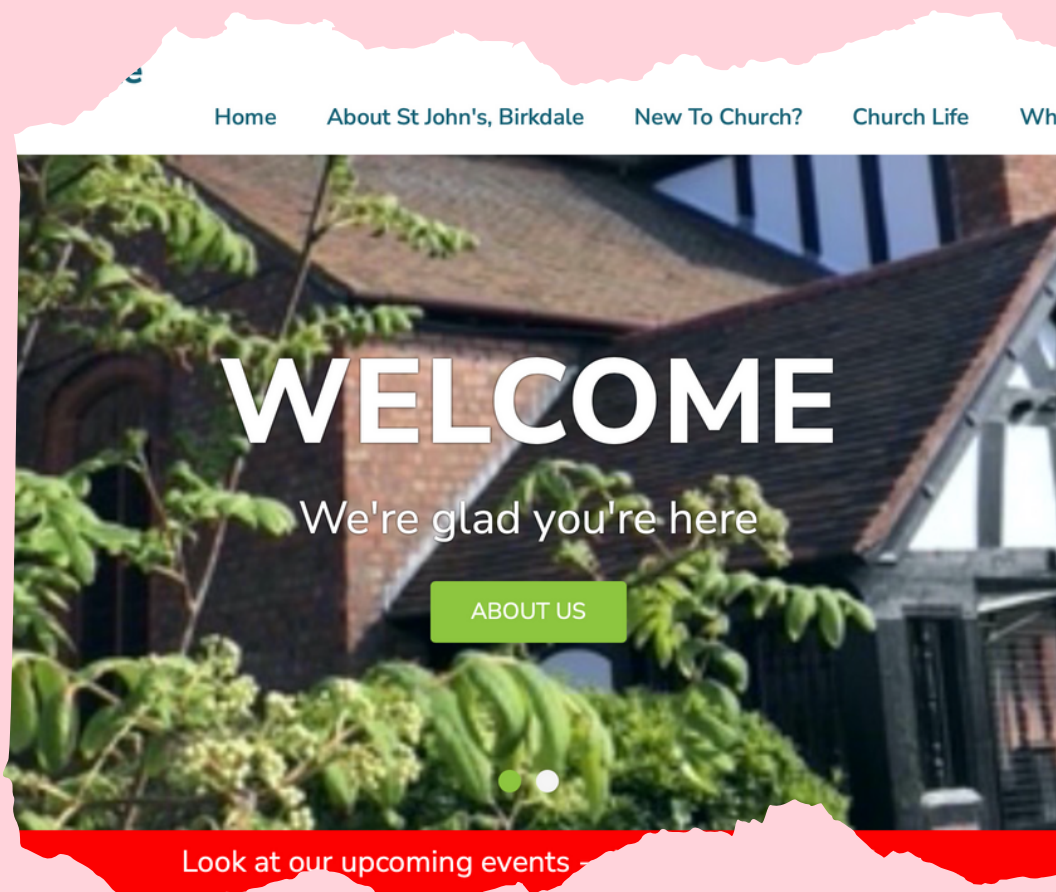 Home About St John's, Birkdale New To Church? Church Life
WELCOME
We're glad you're here
ABOUT US
Look at our upcoming events -